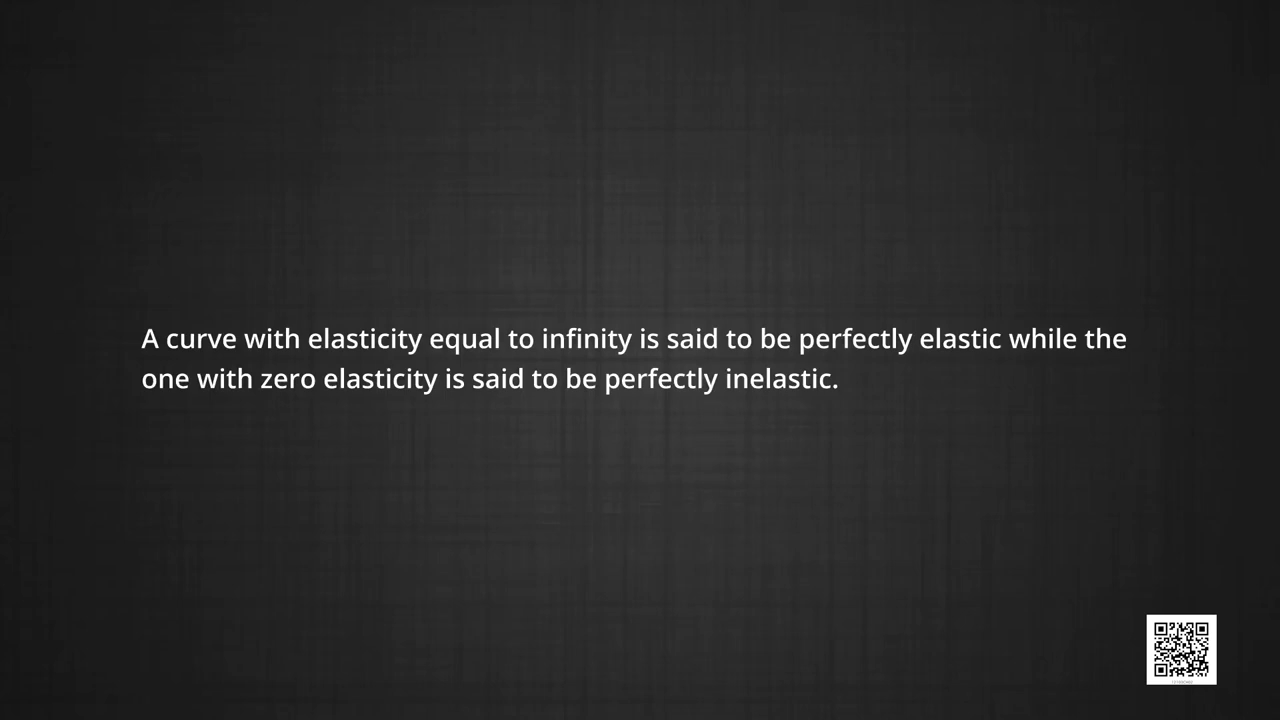 A curve with elasticity equal to infinity is said to be perfectly elastic while the
one with zero elasticity is said to be perfectly inelastic.